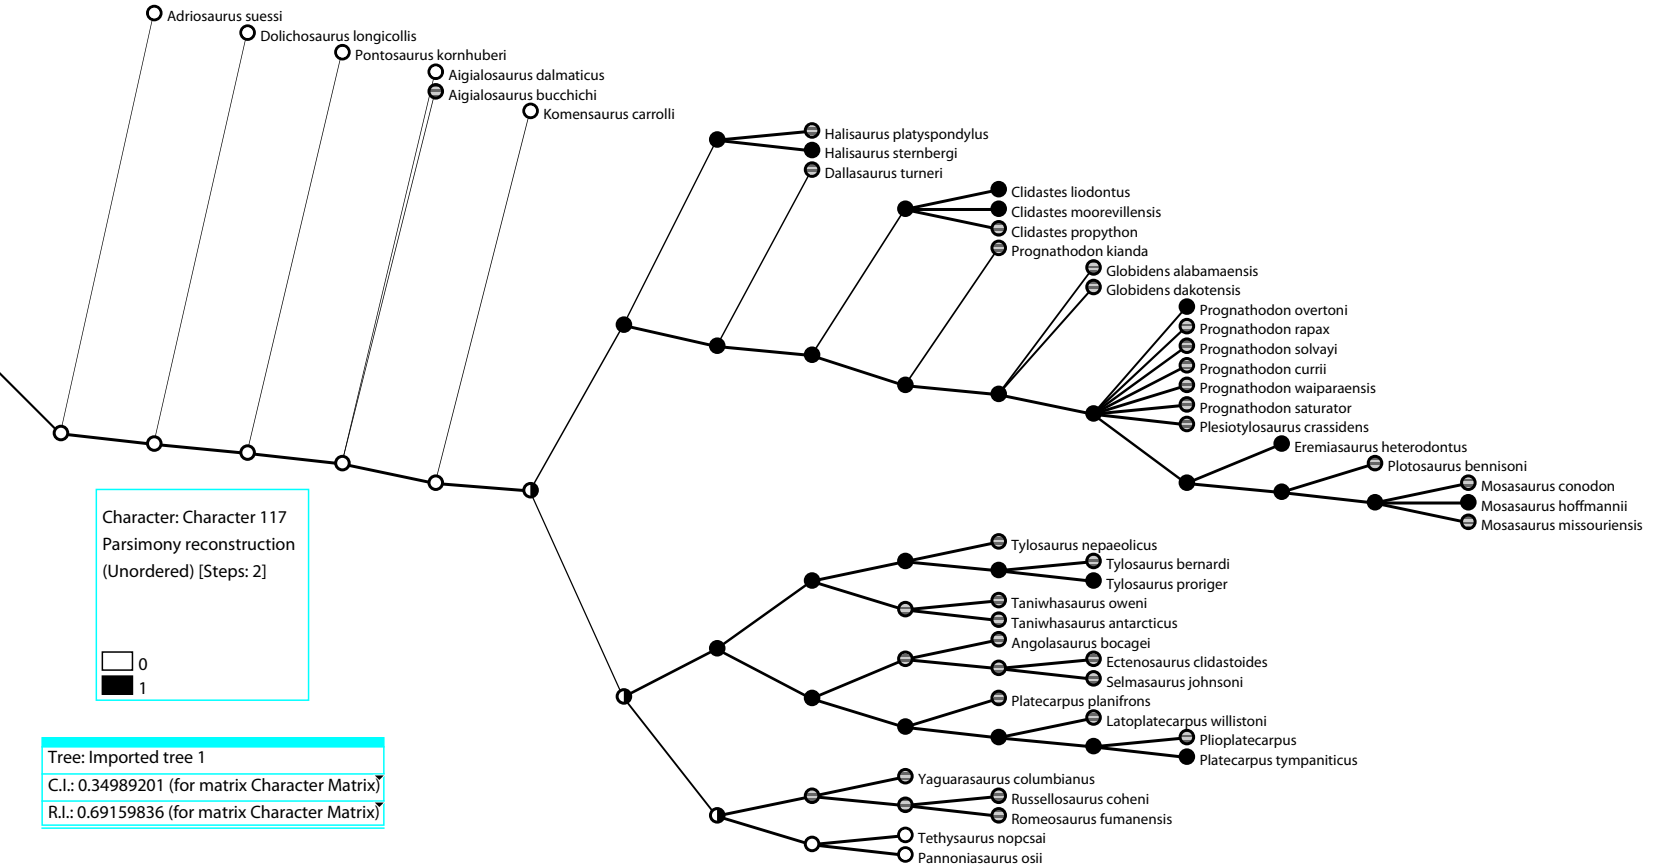 Adriosaurus suessi
Dolichosaurus longicollis
Pontosaurus kornhuberi
Aigialosaurus dalmaticus
Aigialosaurus bucchichi
Komensaurus carrolli
Halisaurus platyspondylus
Halisaurus sternbergi
Dallasaurus turneri
Clidastes liodontus
Clidastes moorevillensis
Clidastes propython
Prognathodon kianda
Globidens alabamaensis
Globidens dakotensis
Prognathodon overtoni
Prognathodon rapax
Prognathodon solvayi
Prognathodon currii
Prognathodon waiparaensis
Prognathodon saturator
Plesiotylosaurus crassidens
Eremiasaurus heterodontus
Plotosaurus bennisoni
Mosasaurus conodon
Mosasaurus hoffmannii
Mosasaurus missouriensis
Tylosaurus nepaeolicus
Tylosaurus bernardi
Tylosaurus proriger
Taniwhasaurus oweni
Taniwhasaurus antarcticus
Angolasaurus bocagei
Ectenosaurus clidastoides
Selmasaurus johnsoni
Platecarpus planifrons
Latoplatecarpus willistoni
Plioplatecarpus
Platecarpus tympaniticus
Yaguarasaurus columbianus
Russellosaurus coheni
Romeosaurus fumanensis
Tethysaurus nopcsai
Pannoniasaurus osii
Character: Character 117
Parsimony reconstruction
(Unordered) [Steps: 2]
0
1
Tree: Imported tree 1
C.I.: 0.34989201 (for matrix Character Matrix)
R.I.: 0.69159836 (for matrix Character Matrix)